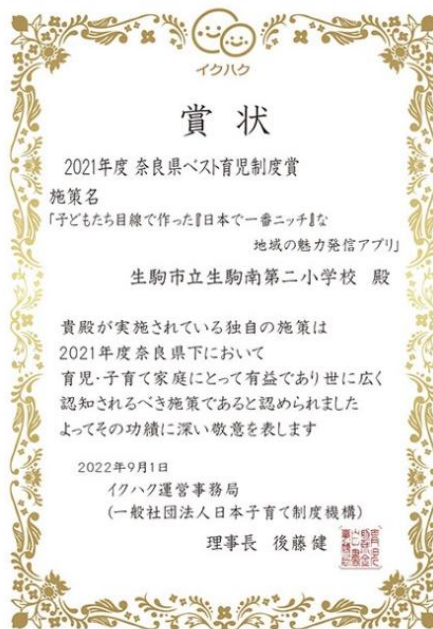 イクハク
賞状
2021年度 奈良県ベスト育児制度賞
施策名
「子どもたち目線で作った『日本で一番ニッチ』な
地域の魅力発信アプリ」
生駒市立生駒南第二小学校 殿
貴殿が実施されている独自の施策は
2021年度奈良県下において
育児・子育て家庭にとって有益であり世に広く
認知されるべき施策であると認められました
よってその功績に深い敬意を表します
2022年9月1日
イクハク運営事務局
(一般社団法人日本子育て制度機構)
理事長 後藤 健